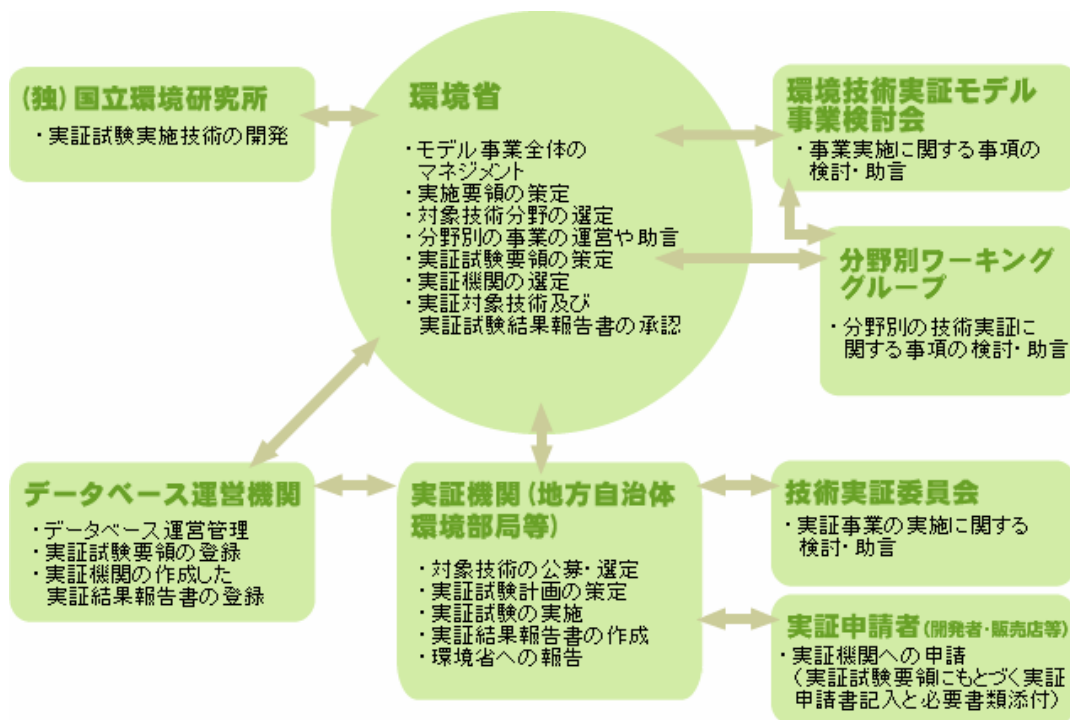 (独)国立環境研究所
・実証試験実施技術の開発
環境省
・モデル事業全体の
マネジメント
・実施要領の策定
・対象技術分野の選定
・分野別の事業の運営や助言
・実証試験要領の策定
・実証機関の選定
・実証対象技術及び
実証試験結果報告書の承認
環境技術実証モデル
事業検討会
・事業実施に関する事項の
検討・助言
分野別ワーキング
グループ
・分野別の技術実証に
関する事項の検討・助言
データベース運営機関
・データベース運営管理
・実証試験要領の登録
・実証機関の作成した
実証結果報告書の登録
実証機関(地方自治体
環境部局等)
・対象技術の公募・選定
・実証試験計画の策定
・実証試験の実施
・実証結果報告書の作成
・環境省への報告
技術実証委員会
・実証事業の実施に関する
検討・助言
実証申請者(開発者・販売店等)
・実証機関への申請
(実証試験要領にもとづく実証
申請書記入と必要書類添付)